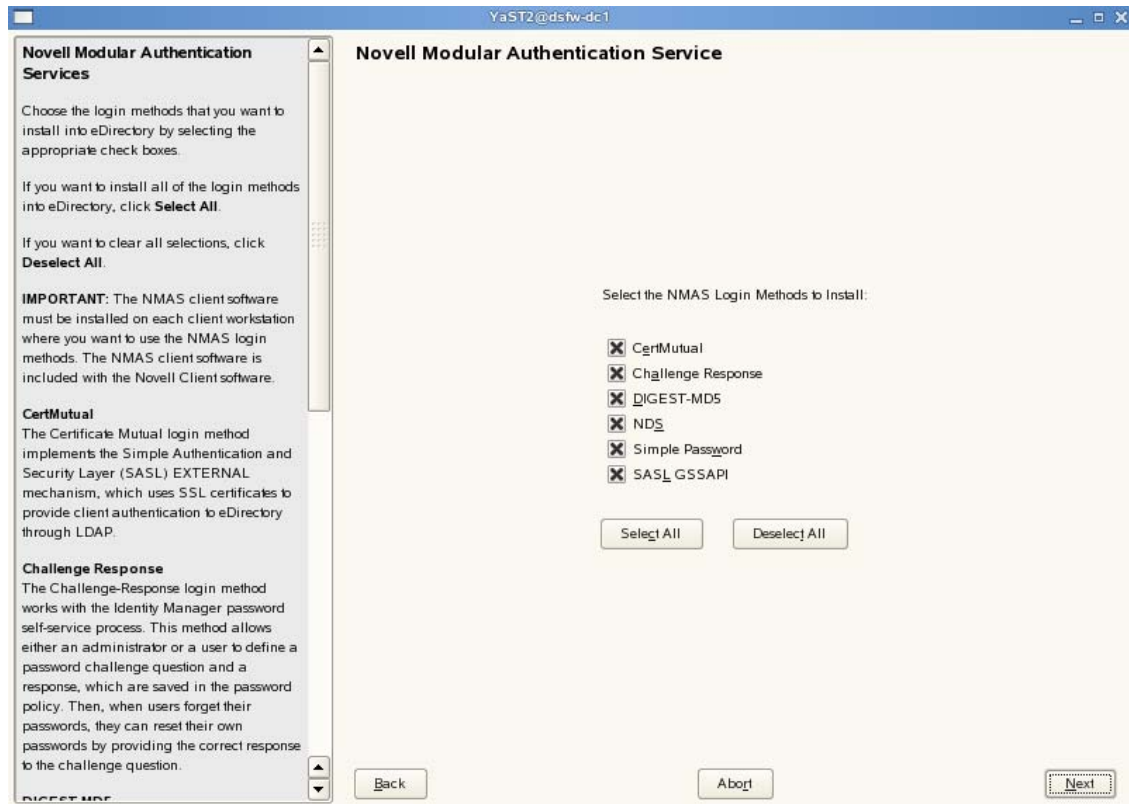 YaST2@dsfw-dc1
Novell Modular Authentication
Services
Choose the login methods that you want to
install into eDirectory by selecting the
appropriate check boxes.
If you want to install all of the login methods
into eDirectory, click Select All.
If you want to clear all selections, click
Deselect All.
IMPORTANT: The NMAS client software
must be installed on each client workstation
where you want to use the NMAS login
methods. The NMAS client software is
included with the Novell Client software.
CertMutual
The Certificate Mutual login method
implements the Simple Authentication and
Security Layer (SASL) EXTERNAL
mechanism, which uses SSL certificates to
provide client authentication to eDirectory
through LDAP.
Challenge Response
The Challenge-Response login method
works with the Identity Manager password
self-service process. This method allows
either an administrator or a user to define a
password challenge question and a
response, which are saved in the password
policy. Then, when users forget their
passwords, they can reset their own
passwords by providing the correct response
to the challenge question.
DIGEST-MD5
Novell Modular Authentication Service
Select the NMAS Login Methods to Install:
CertMutual
Challenge Response
DIGEST-MD5
NDS
Simple Password
SASL GSSAPI
Select All
Deselect All
Back
Abort
Next